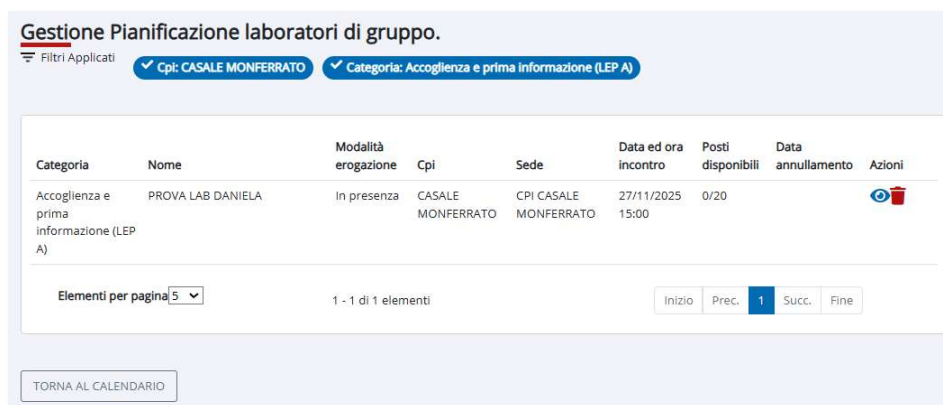 Gestione Pianificazione laboratori di gruppo.
Filtri Applicati
Cpi: CASALE MONFERRATO
Categoria: Accoglienza e prima informazione (LEP A)
Categoria
Nome
Modalità
erogazione
Cpi
Sede
Data ed ora
incontro
Posti
disponibili
Data
annullamento
Azioni
Accoglienza e
prima
informazione (LEP
A)
PROVA LAB DANIELA
In presenza
CASALE
MONFERRATO
CPI CASALE
MONFERRATO
27/11/2025
15:00
0/20
Elementi per pagina 5
1 - 1 di 1 elementi
Inizio Prec. 1 Succ. Fine
TORNA AL CALENDARIO